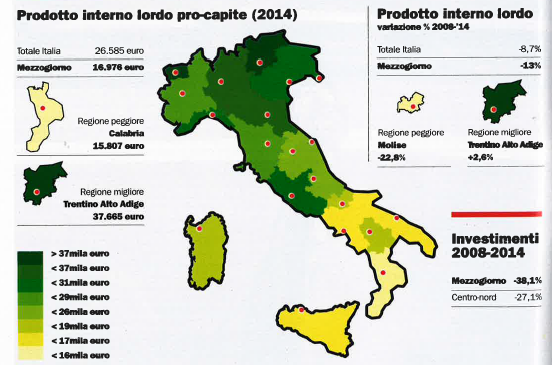 Prodotto interno lordo pro-capite (2014)
Totale Italia 26.585 euro
Mezzogiorno 16.976 euro
Regione peggiore
Calabria
15.807 euro
Regione migliore
Trentino Alto Adige
37.665 euro
> 37mila euro
< 37mila euro
< 31mila euro
< 29mila euro
< 26mila euro
< 19mila euro
< 17mila euro
< 16mila euro
Prodotto interno lordo
variazione % 2008-'14
Totale Italia -8,7%
Mezzogiorno -13%
Regione peggiore
Molise
-22,8%
Regione migliore
Trentino Alto Adige
+2,6%
Investimenti
2008-2014
Mezzogiorno -38,1%
Centro-nord -27,1%